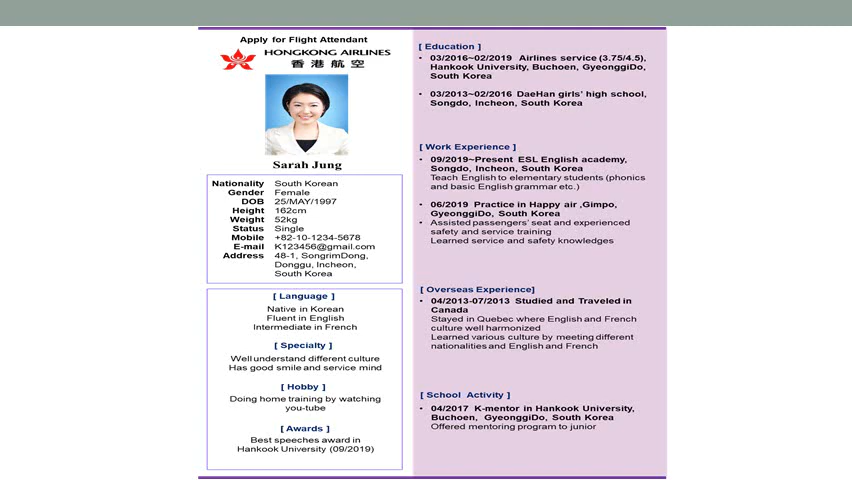 Apply for Flight Attendant
HONGKONG AIRLINES
香港航空
Sarah Jung
Nationality South Korean
Gender Female
DOB 25/MAY/1997
Height 162cm
Weight 52kg
Status Single
Mobile +82-10-1234-5678
E-mail K123456@gmail.com
Address 48-1, SongrimDong,
Donggu, Incheon,
South Korea
[ Language ]
Native in Korean
Fluent in English
Intermediate in French
[ Specialty ]
Well understand different culture
Has good smile and service mind
[ Hobby ]
Doing home training by watching
you-tube
[ Awards ]
Best speeches award in
Hankook University (09/2019)
[ Education ]
• 03/2016~02/2019 Airlines service (3.75/4.5),
Hankook University, Buchoen, GyeonggiDo,
South Korea
• 03/2013~02/2016 DaeHan girls' high school,
Songdo, Incheon, South Korea
[ Work Experience ]
• 09/2019~Present ESL English academy,
Songdo, Incheon, South Korea
Teach English to elementary students (phonics
and basic English grammar etc.)
• 06/2019 Practice in Happy air ,Gimpo,
GyeonggiDo, South Korea
• Assisted passengers' seat and experienced
safety and service training
Learned service and safety knowledges
[ Overseas Experience]
• 04/2013-07/2013 Studied and Traveled in
Canada
Stayed in Quebec where English and French
culture well harmonized
Learned various culture by meeting different
nationalities and English and French
[ School Activity ]
• 04/2017 K-mentor in Hankook University,
Buchoen, GyeonggiDo, South Korea
Offered mentoring program to junior